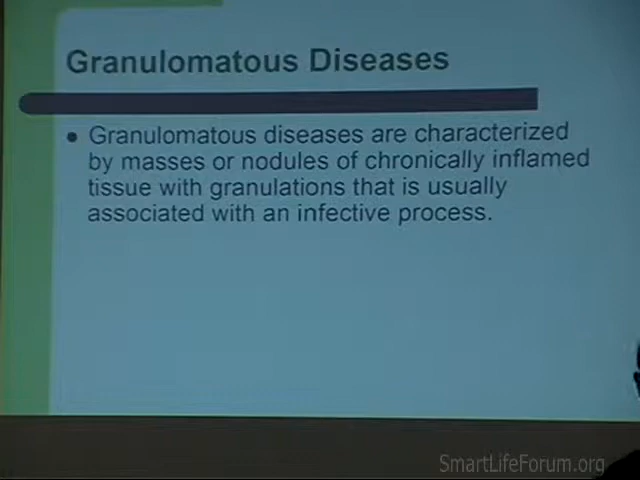 Granulomatous Diseases
• Granulomatous diseases are characterized
by masses or nodules of chronically inflamed
tissue with granulations that is usually
associated with an infective process.
SmartLifeForum.org